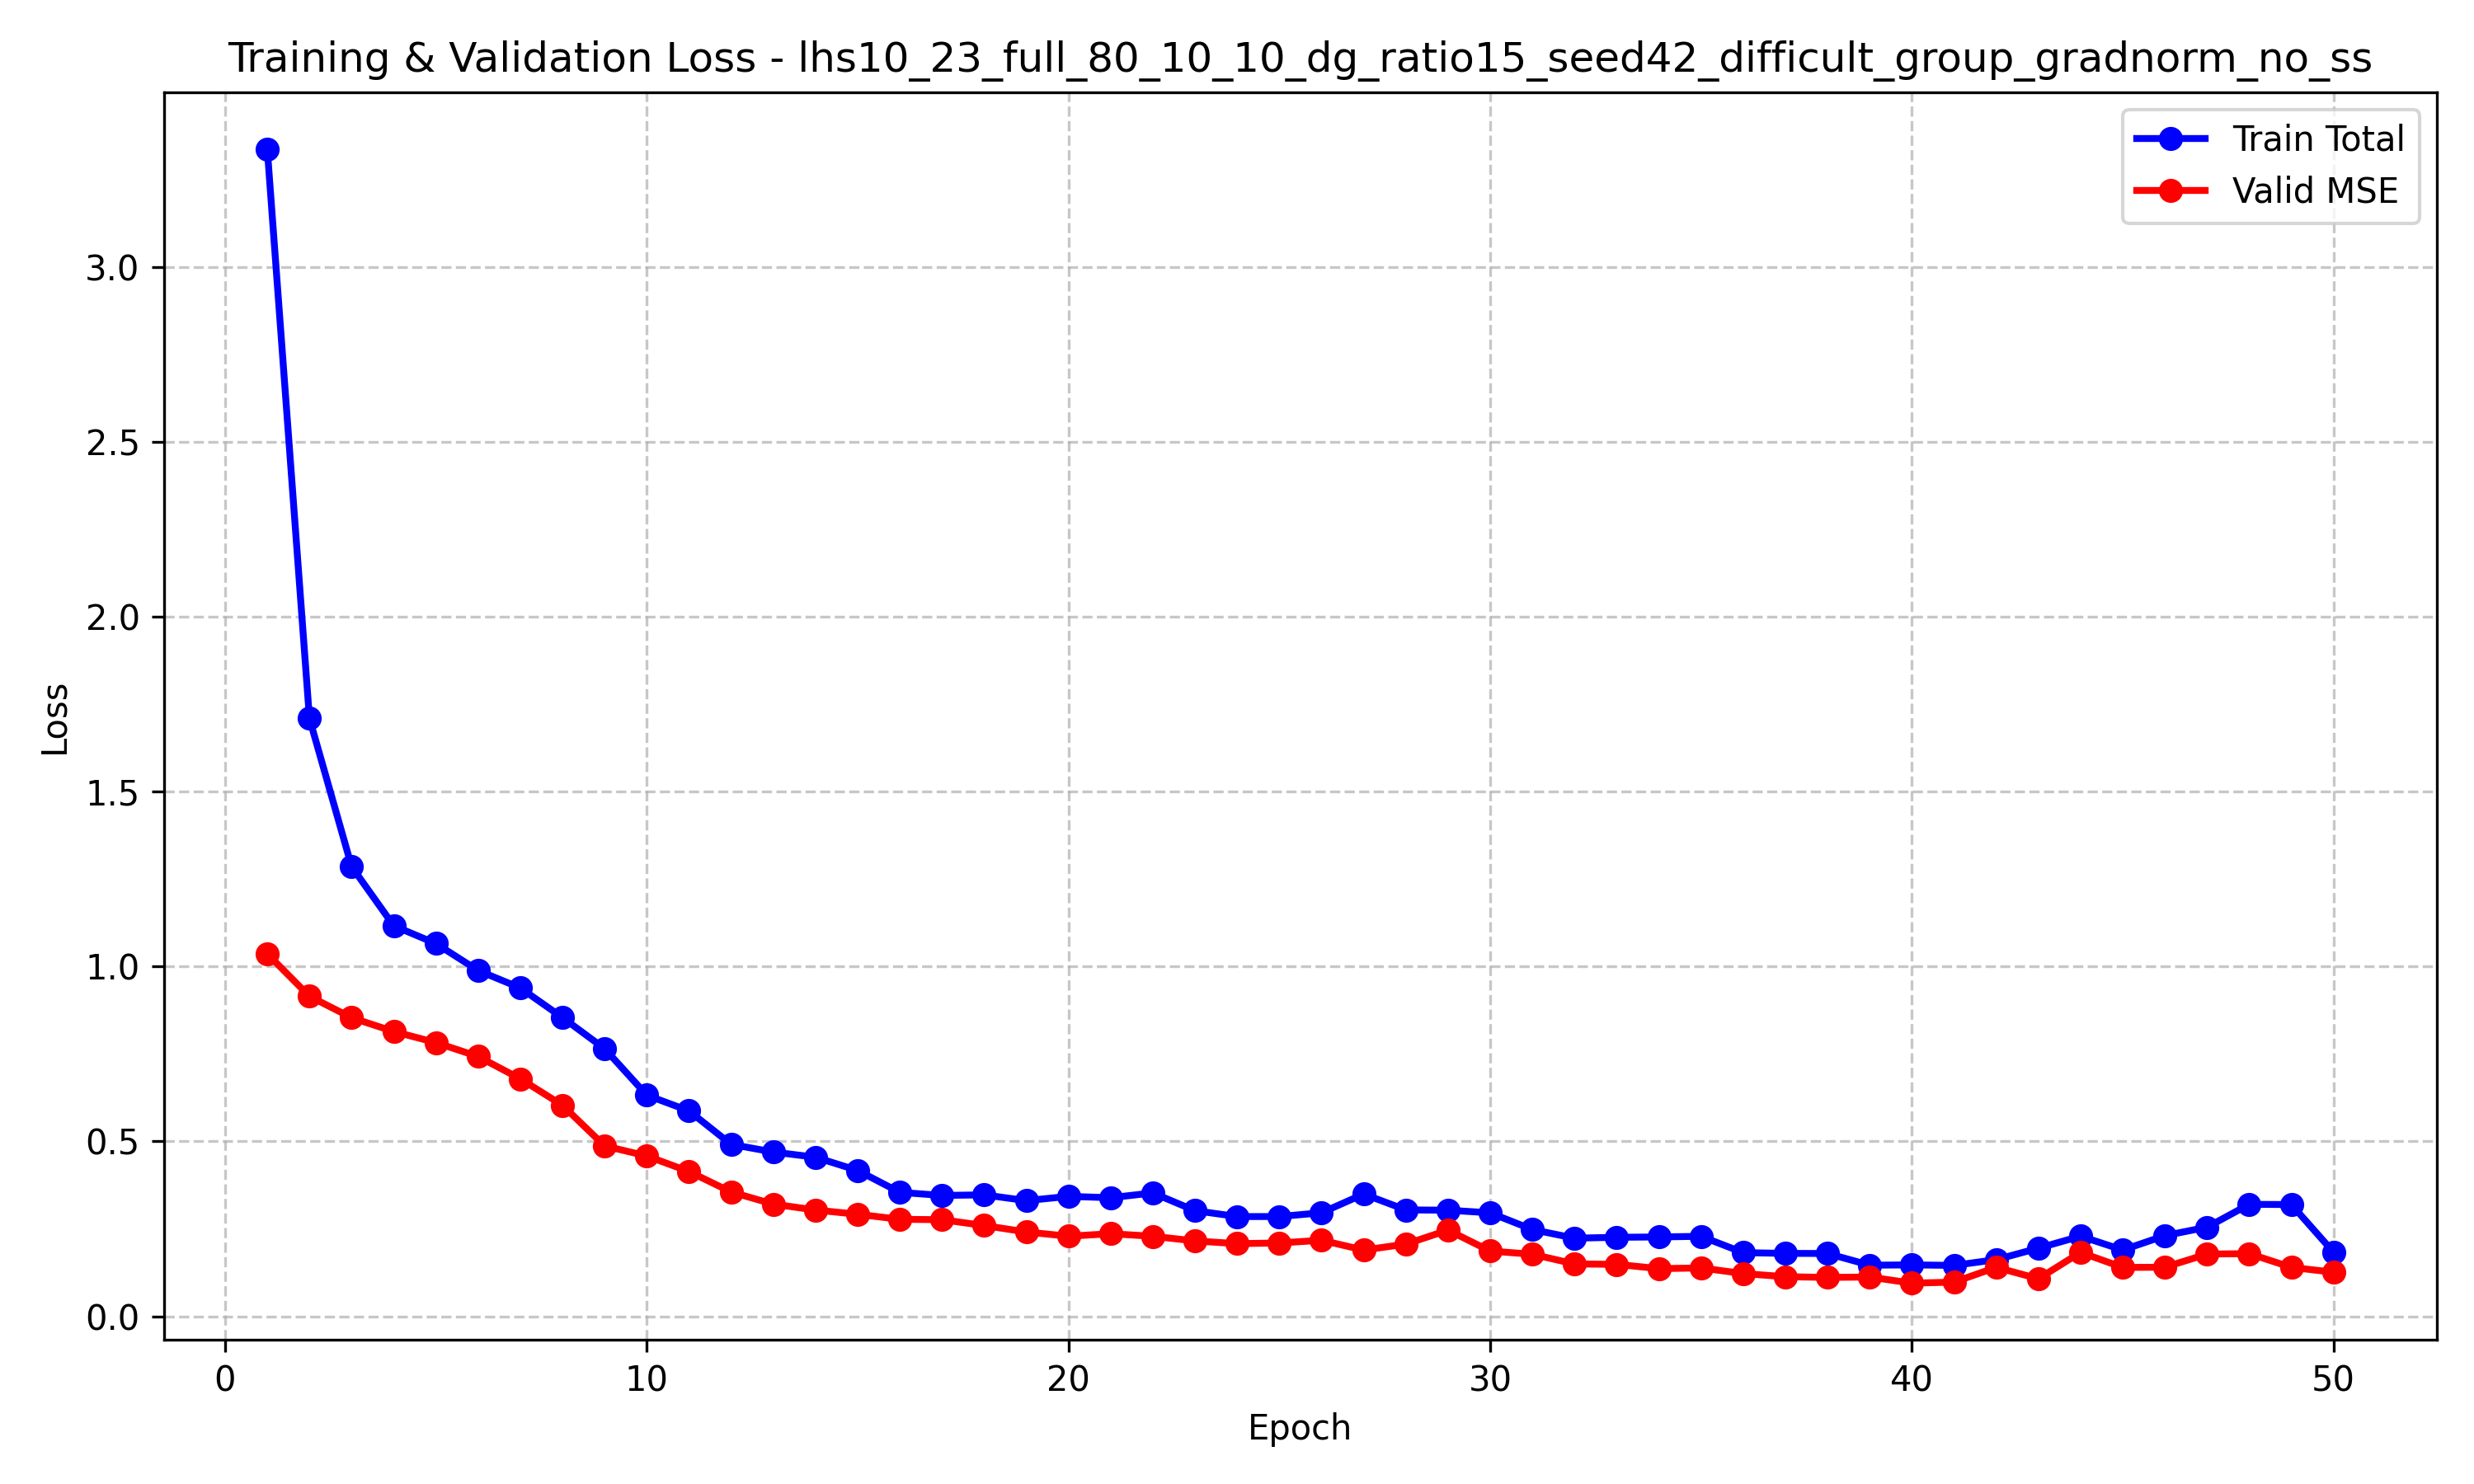 Training & Validation Loss - lhs10_23_full_80_10_10_dg_ratio15_seed42_difficult_group_gradnorm_no_ss
Train Total
Valid MSE
3.0
2.5
2.0
1.5
1.0
0.5
0.0
Loss
0 10 20 30 40 50
Epoch